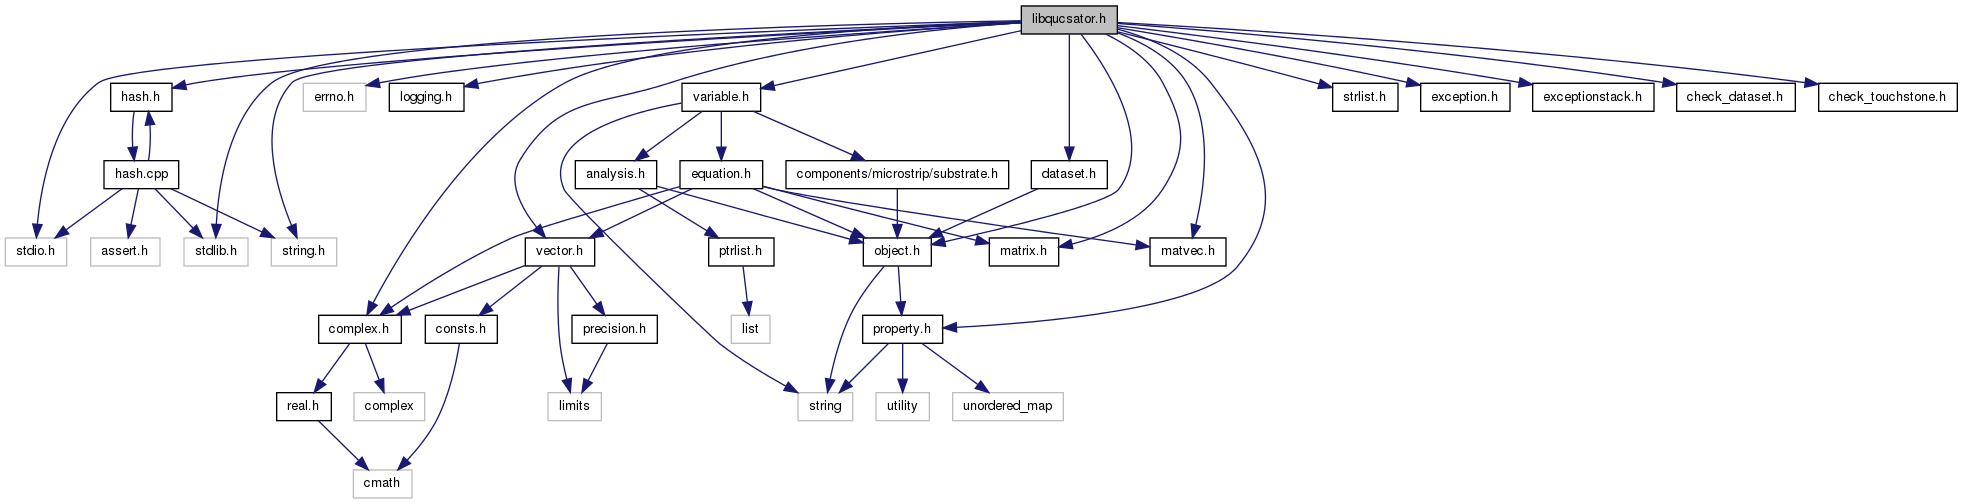 libqucsator.h
hash.h
errno.h
logging.h
variable.h
strlist.h
exception.h
exceptionstack.h
check_dataset.h
check_touchstone.h
hash.cpp
analysis.h
equation.h
components/microstrip/substrate.h
dataset.h
stdio.h
assert.h
stdlib.h
string.h
vector.h
ptrlist.h
object.h
matrix.h
matvec.h
complex.h
consts.h
precision.h
list
property.h
real.h
complex
limits
string
utility
unordered_map
cmath